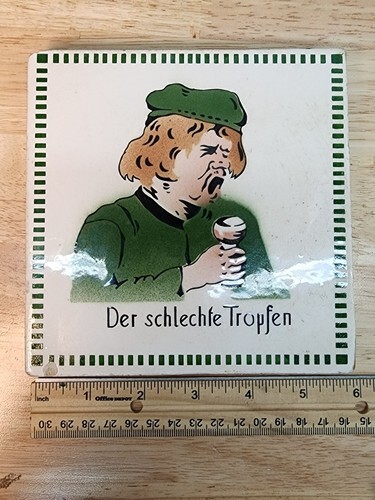 Der schlechte Tropfen
inch 1 OFFICE DEPOT 2 3 4 5 6